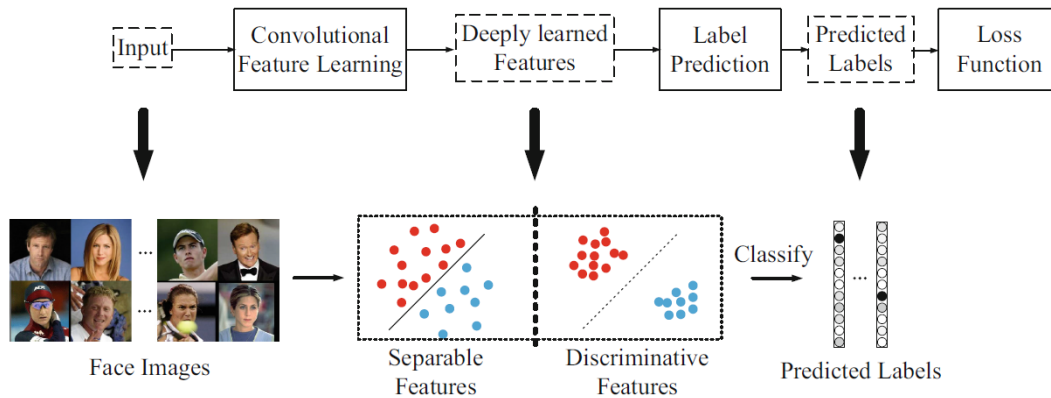 Input
Convolutional
Feature Learning
Deeply learned
Features
Label
Prediction
Predicted
Labels
Loss
Function
...
...
Classify
...
Face Images
Separable
Features
Discriminative
Features
Predicted Labels